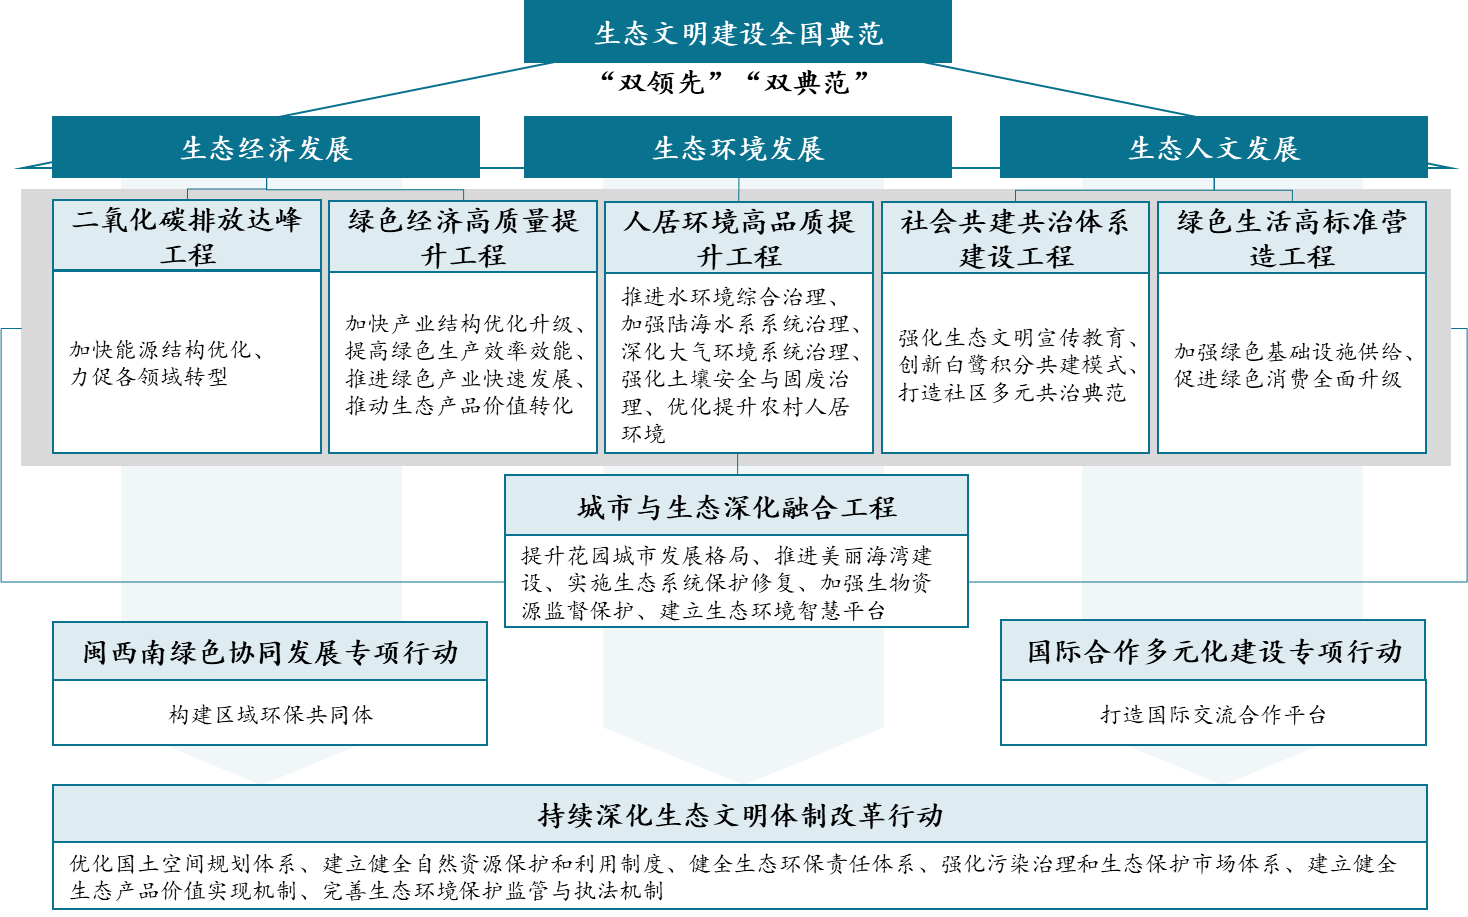 生态文明建设全国典范
“双领先”“双典范”
生态经济发展
生态环境发展
生态人文发展
二氧化碳排放达峰
工程
加快能源结构优化、
力促各领域转型
绿色经济高质量提
升工程
加快产业结构优化升级、
提高绿色生产效率效能、
推进绿色产业快速发展、
推动生态产品价值转化
人居环境高品质提
升工程
推进水环境综合治理、
加强陆海水系系统治理、
深化大气环境系统治理、
强化土壤安全与固废治
理、优化提升农村人居
环境
社会共建共治体系
建设工程
强化生态文明宣传教育、
创新白鹭积分共建模式、
打造社区多元共治典范
绿色生活高标准营
造工程
加强绿色基础设施供给、
促进绿色消费全面升级
城市与生态深化融合工程
提升花园城市发展格局、推进美丽海湾建
设、实施生态系统保护修复、加强生物资
源监督保护、建立生态环境智慧平台
闽西南绿色协同发展专项行动
构建区域环保共同体
国际合作多元化建设专项行动
打造国际交流合作平台
持续深化生态文明体制改革行动
优化国土空间规划体系、建立健全自然资源保护和利用制度、健全生态环保责任体系、强化污染治理和生态保护市场体系、建立健全
生态产品价值实现机制、完善生态环境保护监管与执法机制